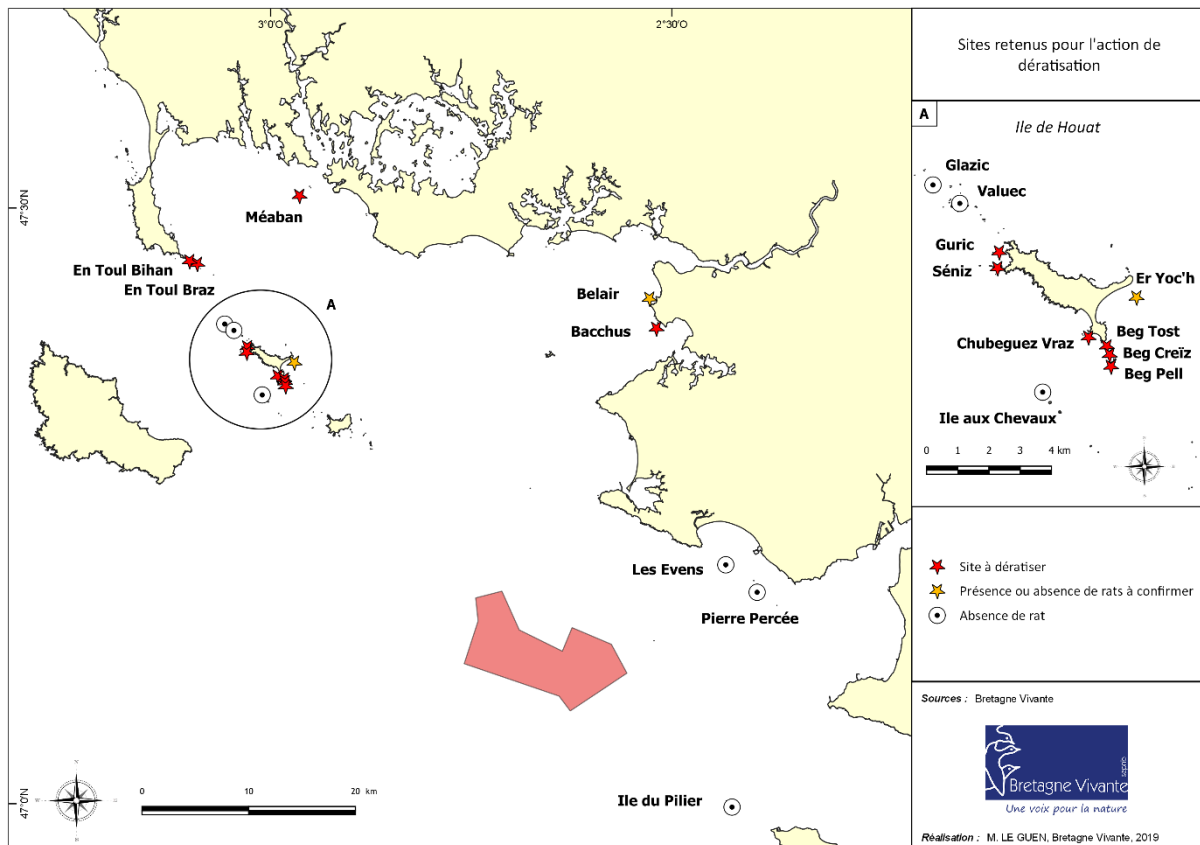 3°0'O
2°30'O
47°30'N
47°0'N
Méaban
En Toul Bihan
En Toul Braz
A
Belair
Bacchus
Les Evens
Pierre Percée
Ile du Pilier
0 10 20 km
Sites retenus pour l'action de
dératisation
A
Ile de Houat
Glazic
Valuec
Guric
Séniz
Er Yoc'h
Beg Tost
Chubeguez Vraz
Beg Creïz
Beg Pell
Ile aux Chevaux
0 1 2 3 4 km
Site à dératiser
Présence ou absence de rats à confirmer
Absence de rat
Sources : Bretagne Vivante
Bretagne Vivante
sepnb
Une voix pour la nature
Réalisation : M. LE GUEN, Bretagne Vivante, 2019